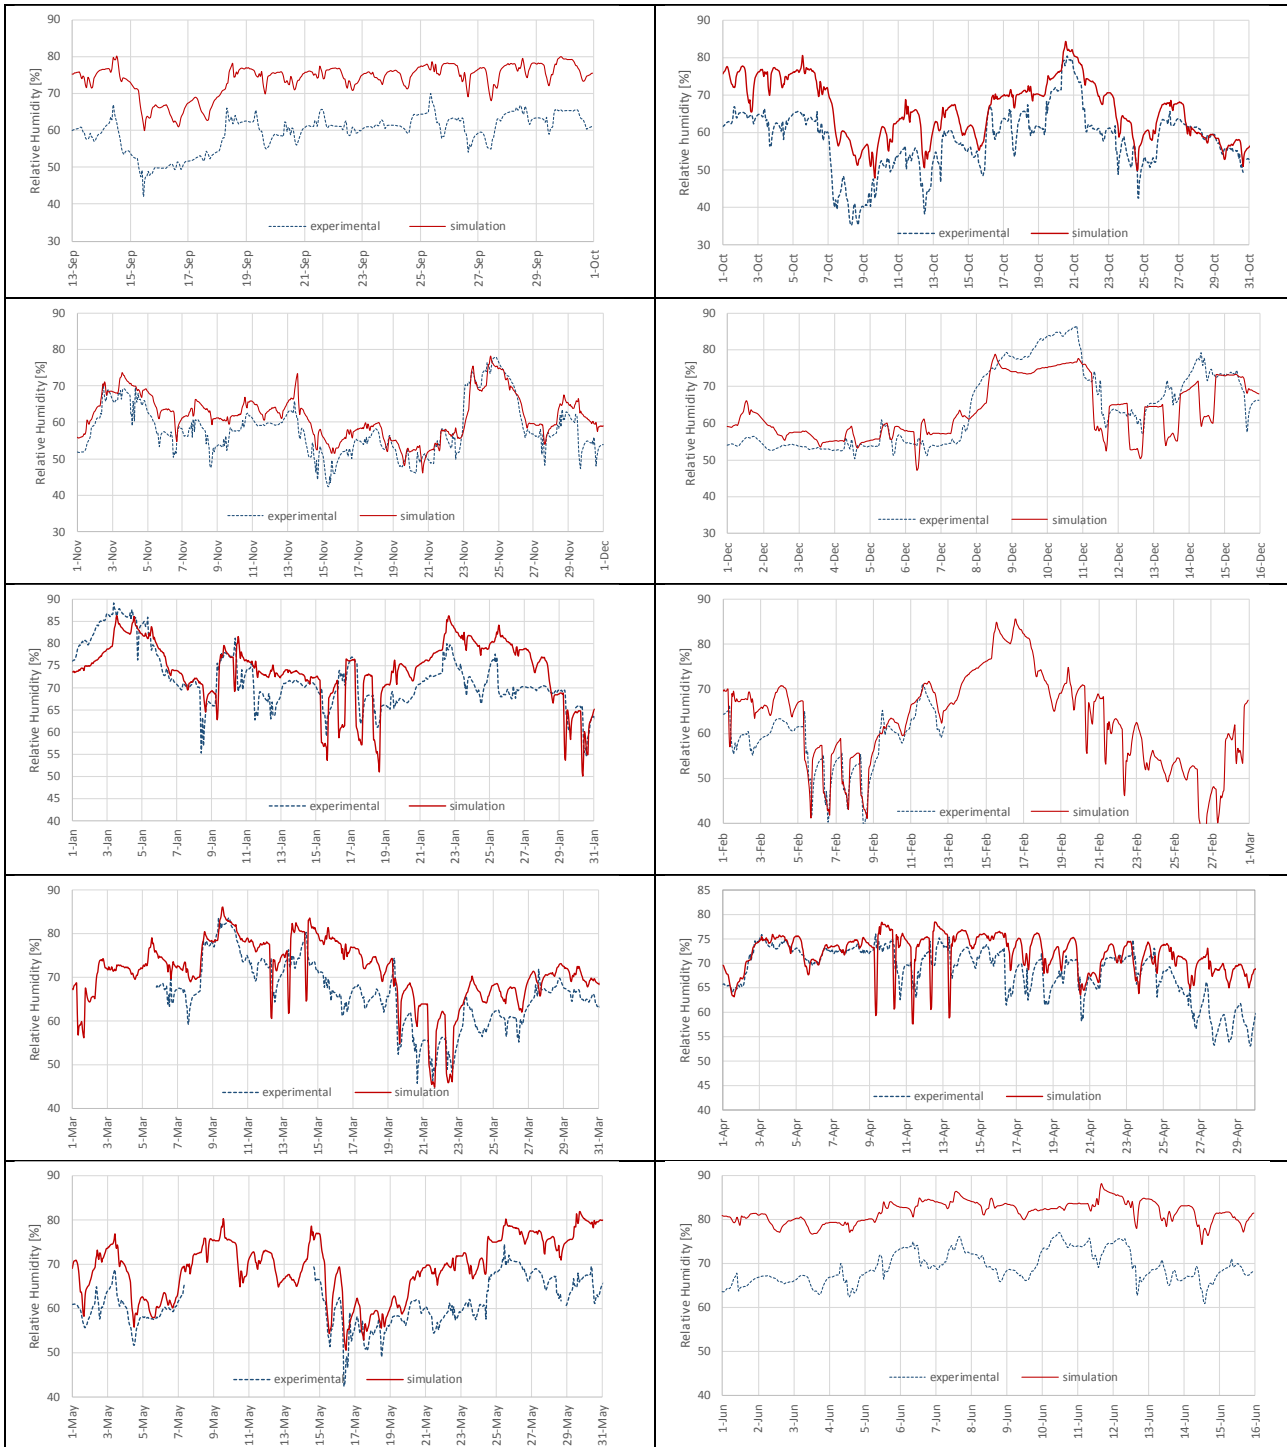 Relative Humidity [%]
90
80
70
60
50
40
30
experimental
simulation
13-Sep
15-Sep
17-Sep
19-Sep
21-Sep
23-Sep
25-Sep
27-Sep
29-Sep
1-Oct
Relative humidity [%]
90
80
70
60
50
40
30
experimental
simulation
1-Oct
3-Oct
5-Oct
7-Oct
9-Oct
11-Oct
13-Oct
15-Oct
17-Oct
19-Oct
21-Oct
23-Oct
25-Oct
27-Oct
29-Oct
31-Oct
Relative Humidity [%]
90
80
70
60
50
40
30
experimental
simulation
1-Nov
3-Nov
5-Nov
7-Nov
9-Nov
11-Nov
13-Nov
15-Nov
17-Nov
19-Nov
21-Nov
23-Nov
25-Nov
27-Nov
29-Nov
1-Dec
Relative Humidity [%]
90
80
70
60
50
40
30
experimental
simulation
1-Dec
2-Dec
3-Dec
4-Dec
5-Dec
6-Dec
7-Dec
8-Dec
9-Dec
10-Dec
11-Dec
12-Dec
13-Dec
14-Dec
15-Dec
16-Dec
Relative Humidity [%]
90
85
80
75
70
65
60
55
50
45
40
experimental
simulation
1-Jan
3-Jan
5-Jan
7-Jan
9-Jan
11-Jan
13-Jan
15-Jan
17-Jan
19-Jan
21-Jan
23-Jan
25-Jan
27-Jan
29-Jan
31-Jan
Relative Humidity [%]
90
80
70
60
50
40
experimental
simulation
1-Feb
3-Feb
5-Feb
7-Feb
9-Feb
11-Feb
13-Feb
15-Feb
17-Feb
19-Feb
21-Feb
23-Feb
25-Feb
27-Feb
1-Mar
Relative Humidity [%]
90
80
70
60
50
40
experimental
simulation
1-Mar
3-Mar
5-Mar
7-Mar
9-Mar
11-Mar
13-Mar
15-Mar
17-Mar
19-Mar
21-Mar
23-Mar
25-Mar
27-Mar
29-Mar
31-Mar
Relative Humidity [%]
85
80
75
70
65
60
55
50
65
40
experimental
simulation
1-Apr
3-Apr
5-Apr
7-Apr
9-Apr
11-Apr
13-Apr
15-Apr
17-Apr
19-Apr
21-Apr
23-Apr
25-Apr
27-Apr
29-Apr
Relative Humidity [%]
90
80
70
60
50
40
experimental
simulation
1-May
3-May
5-May
7-May
9-May
11-May
13-May
15-May
17-May
19-May
21-May
23-May
25-May
27-May
29-May
31-May
Relative Humidity [%]
90
80
70
60
50
40
experimental
simulation
1-Jun
2-Jun
3-Jun
4-Jun
5-Jun
6-Jun
7-Jun
8-Jun
9-Jun
10-Jun
11-Jun
12-Jun
13-Jun
14-Jun
15-Jun
16-Jun